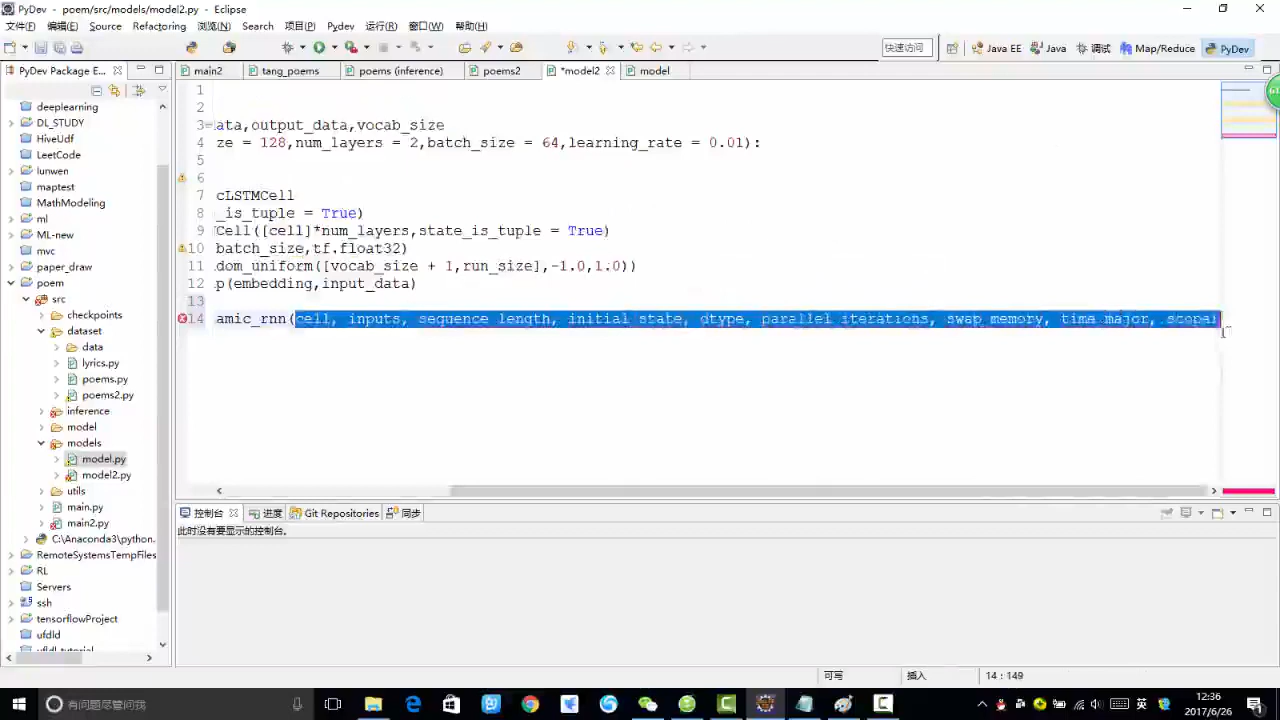 PyDev - poem/src/models/model2.py - Eclipse
文件(F) 编辑(E) Source Refactoring 浏览(N) Search 项目(P) Pydev 运行(R) 窗口(W) 帮助(H)
快速访问 Java EE Java 调试 Map/Reduce PyDev
PyDev Package E... main2 tang_poems poems (inference) poems2 *model2 model
deeplearning
DL_STUDY
HiveUdf
LeetCode
lunwen
maptest
MathModeling
ml
ML-new
mvc
paper_draw
poem
src
checkpoints
dataset
data
lyrics.py
poems.py
poems2.py
inference
model
models
model.py
model2.py
utils
main.py
main2.py
C:\Anaconda3\python.
RemoteSystemsTempFiles
RL
Servers
ssh
tensorflowProject
ufdld
ufdl_tutorial
1
2
3 ata,output_data,vocab_size
4 ze = 128,num_layers = 2,batch_size = 64,learning_rate = 0.01):
5
6
7 cLSTMCell
8 _is_tuple = True)
9 Cell([cell]*num_layers,state_is_tuple = True)
10 batch_size,tf.float32)
11 dom_uniform([vocab_size + 1,run_size],-1.0,1.0))
12 p(embedding,input_data)
13
14 amic_rnn(cell, inputs, sequence_length, initial_state, dtype, parallel_iterations, swap_memory, time_major, scope
控制台 进度 Git Repositories 同步
此时没有要显示的控制台。
可写 插入 14 : 149
有问题尽管问我
英
12:36
2017/6/26